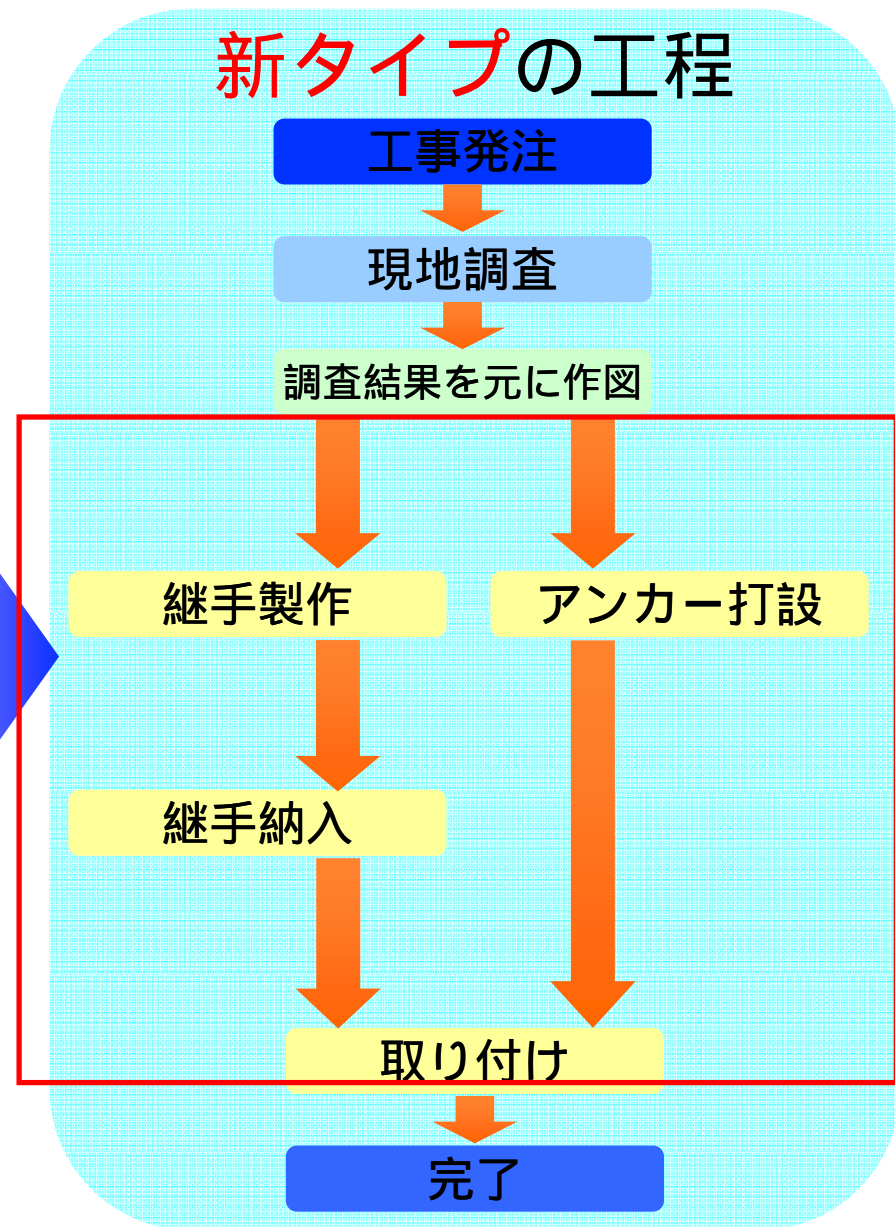 新タイプの工程
工事発注
現地調査
調査結果を元に作図
継手製作
アンカー打設
継手納入
取り付け
完了